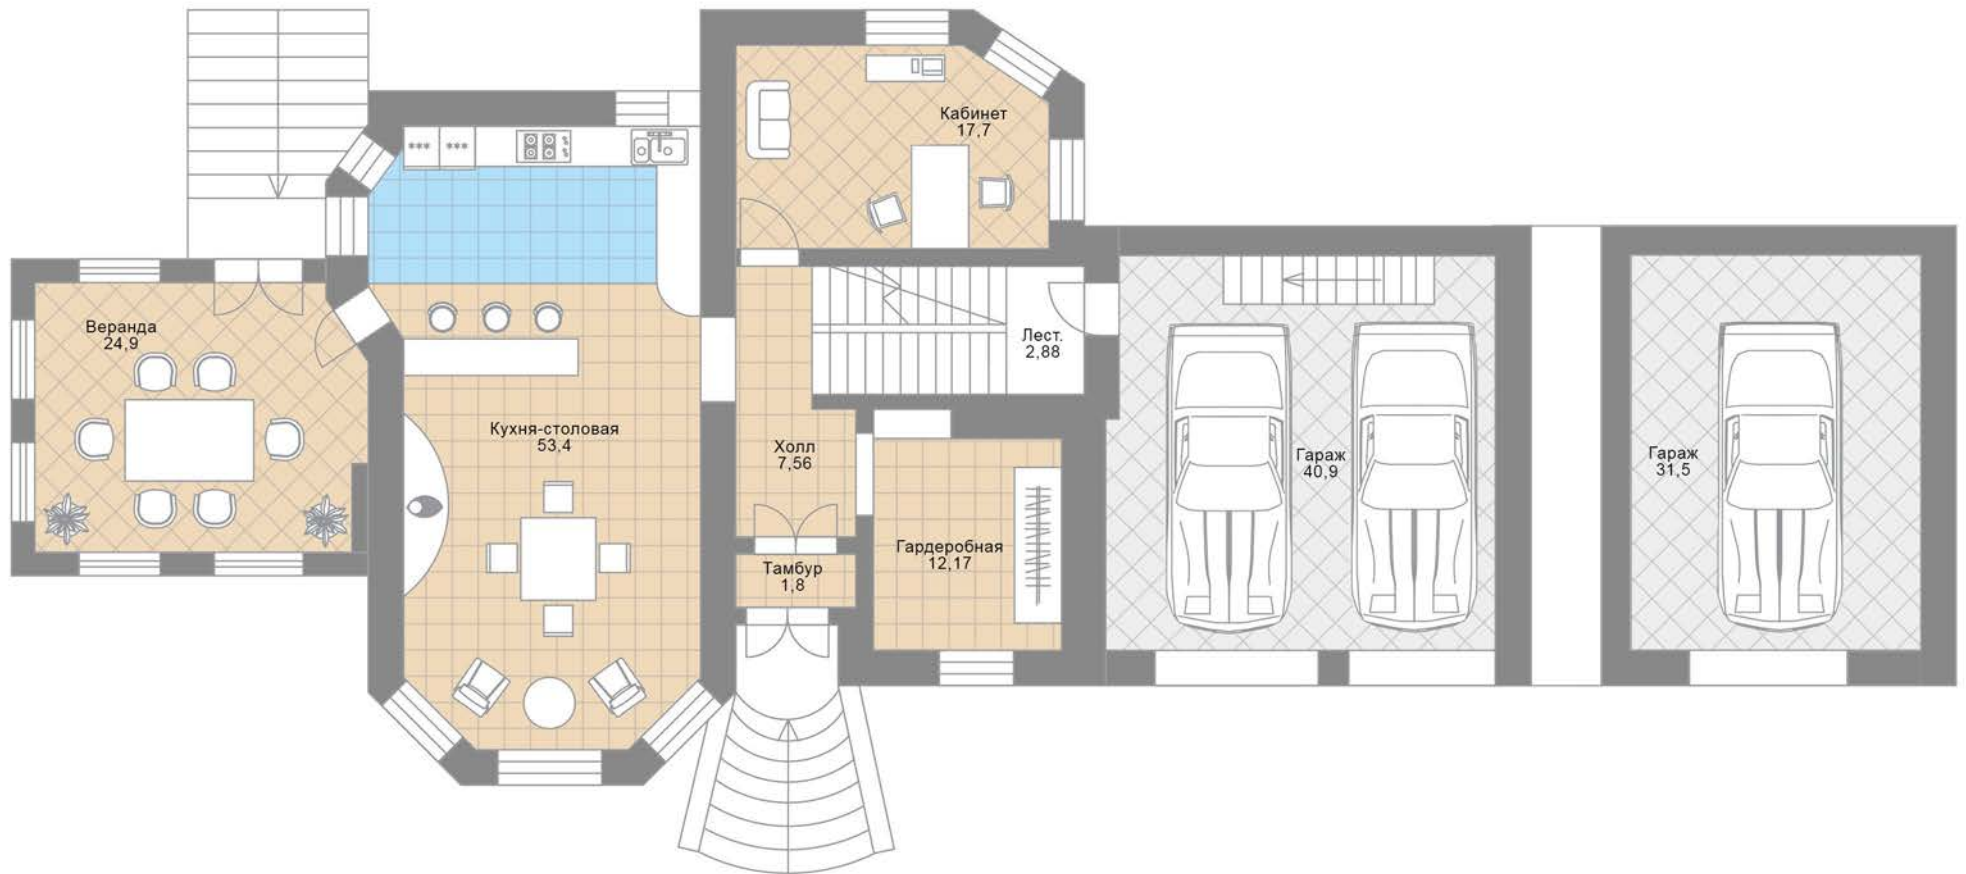 Кабинет
17,7
Веранда
24,9
Лест.
2,88
Кухня-столовая
53,4
Холл
7,56
Гараж
40,9
Гараж
31,5
Гардеробная
12,17
Тамбур
1,8